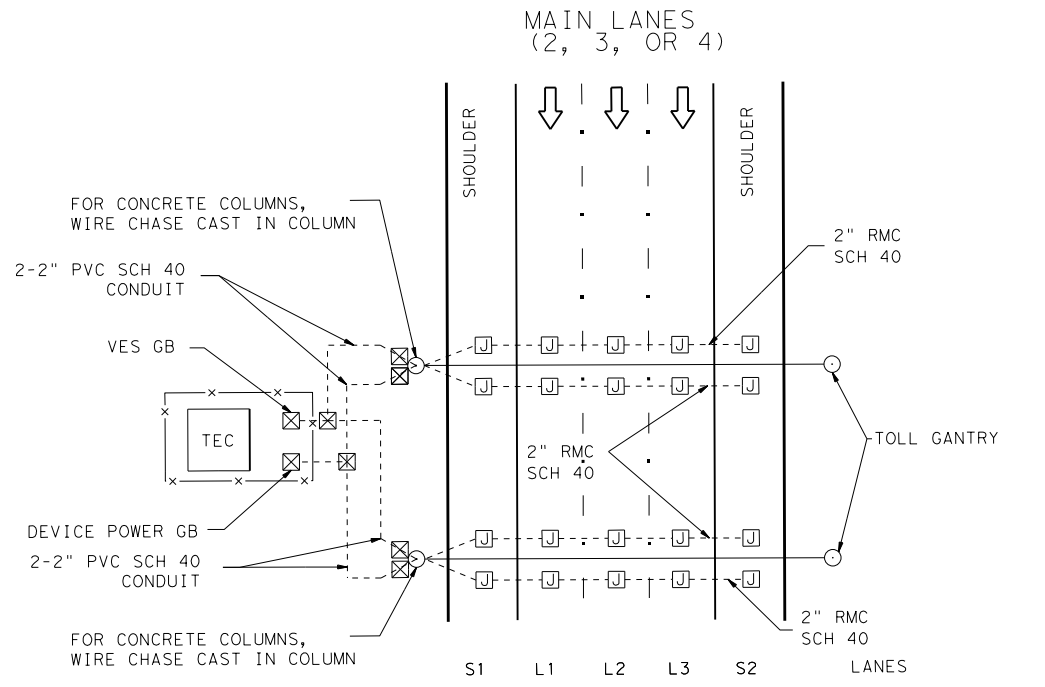 MAIN LANES
(2, 3, OR 4)
SHOULDER
SHOULDER
FOR CONCRETE COLUMNS,
WIRE CHASE CAST IN COLUMN
2" RMC
SCH 40
2-2" PVC SCH 40
CONDUIT
VES GB
J J J J J
J J J J J
TEC
TOLL GANTRY
2" RMC
SCH 40
DEVICE POWER GB
2-2" PVC SCH 40
CONDUIT
J J J J J
J J J J J
2" RMC
SCH 40
FOR CONCRETE COLUMNS,
WIRE CHASE CAST IN COLUMN
S1 L1 L2 L3 S2 LANES